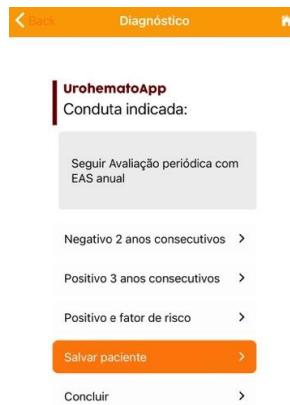 Back
Diagnóstico
UrohematoApp
Conduta indicada:
Seguir Avaliação periódica com
EAS anual
Negativo 2 anos consecutivos
Positivo 3 anos consecutivos
Positivo e fator de risco
Salvar paciente
Concluir